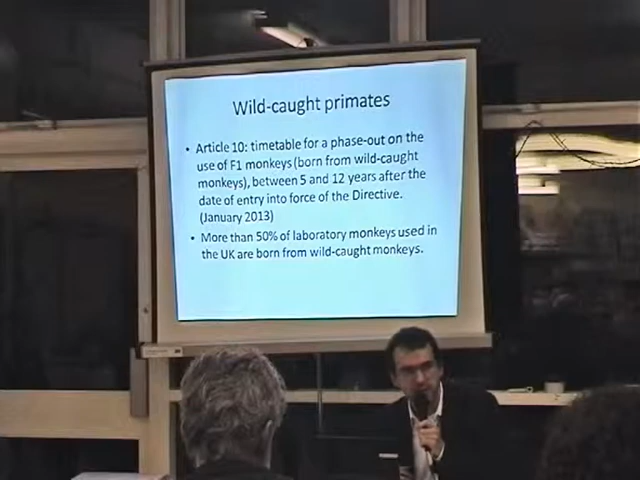 Wild-caught primates
• Article 10: timetable for a phase-out on the
use of F1 monkeys (born from wild-caught
monkeys), between 5 and 12 years after the
date of entry into force of the Directive.
(January 2013)
• More than 50% of laboratory monkeys used in
the UK are born from wild-caught monkeys.